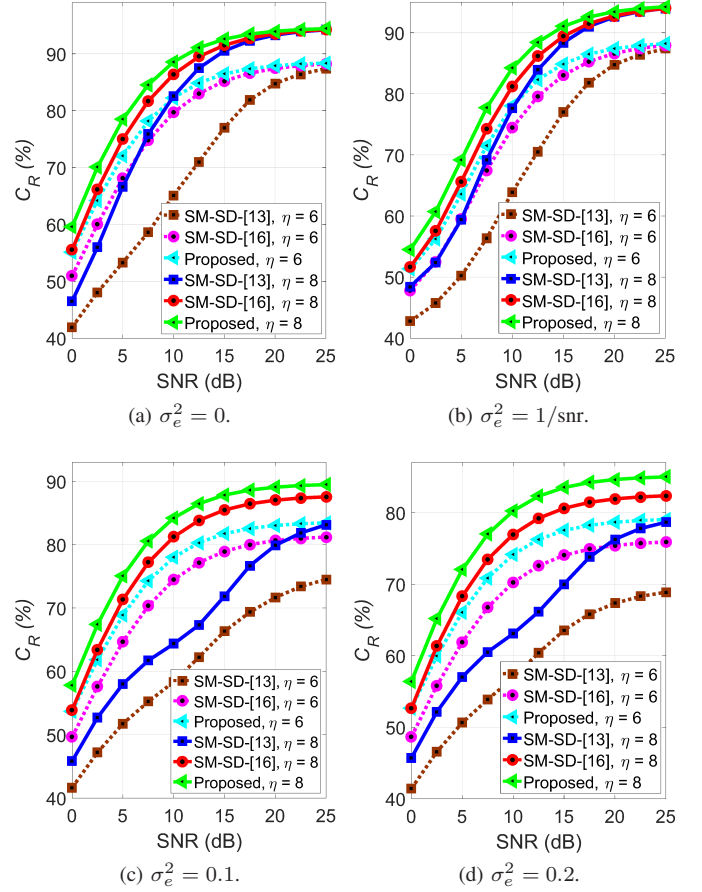 90
80
70
60
50
40
C_R (%)
SM-SD-[13], η = 6
SM-SD-[16], η = 6
Proposed, η = 6
SM-SD-[13], η = 8
SM-SD-[16], η = 8
Proposed, η = 8
0 5 10 15 20 25
SNR (dB)
(a) σ_e^2 = 0.
90
80
70
60
50
40
C_R (%)
SM-SD-[13], η = 6
SM-SD-[16], η = 6
Proposed, η = 6
SM-SD-[13], η = 8
SM-SD-[16], η = 8
Proposed, η = 8
0 5 10 15 20 25
SNR (dB)
(b) σ_e^2 = 1/snr.
90
80
70
60
50
40
C_R (%)
SM-SD-[13], η = 6
SM-SD-[16], η = 6
Proposed, η = 6
SM-SD-[13], η = 8
SM-SD-[16], η = 8
Proposed, η = 8
0 5 10 15 20 25
SNR (dB)
(c) σ_e^2 = 0.1.
80
70
60
50
40
C_R (%)
SM-SD-[13], η = 6
SM-SD-[16], η = 6
Proposed, η = 6
SM-SD-[13], η = 8
SM-SD-[16], η = 8
Proposed, η = 8
0 5 10 15 20 25
SNR (dB)
(d) σ_e^2 = 0.2.